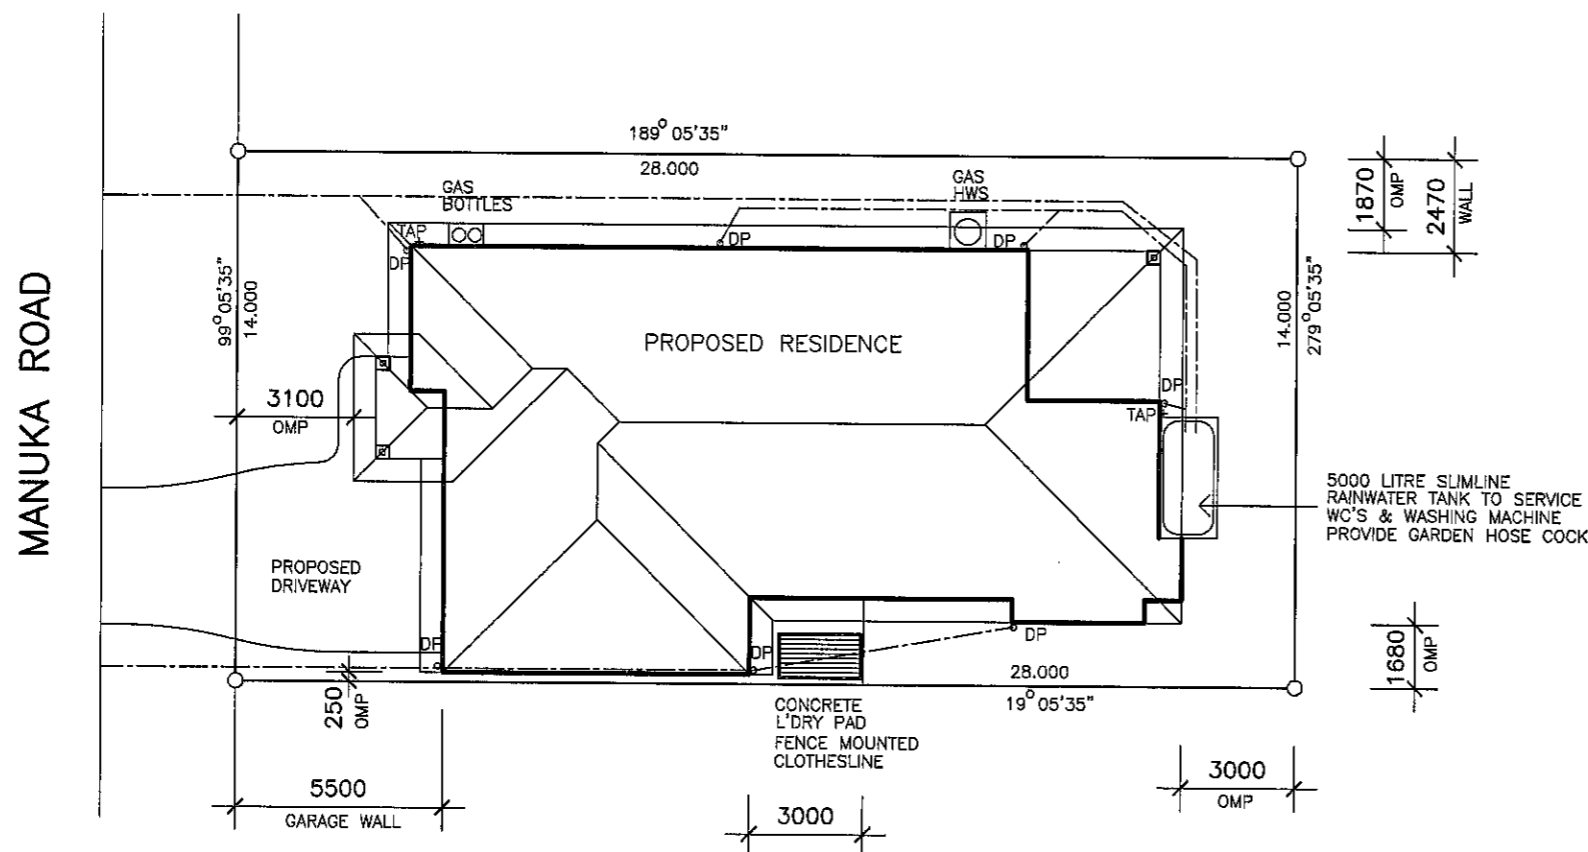 189° 05'35"
28.000
GAS
BOTTLES
GAS
HWS
1870
OMP
2470
WALL
TAP
DP
DP
DP
MANUKA ROAD
99° 05'35"
14.000
PROPOSED RESIDENCE
14.000
279° 05'35"
3100
OMP
DP
TAP
5000 LITRE SLIMLINE
RAINWATER TANK TO SERVICE
WC'S & WASHING MACHINE
PROVIDE GARDEN HOSE COCK
PROPOSED
DRIVEWAY
DP
DP
DP
1680
OMP
28.000
19° 05'35"
250
OMP
CONCRETE
L'DRY PAD
FENCE MOUNTED
CLOTHESLINE
5500
GARAGE WALL
3000
3000
OMP